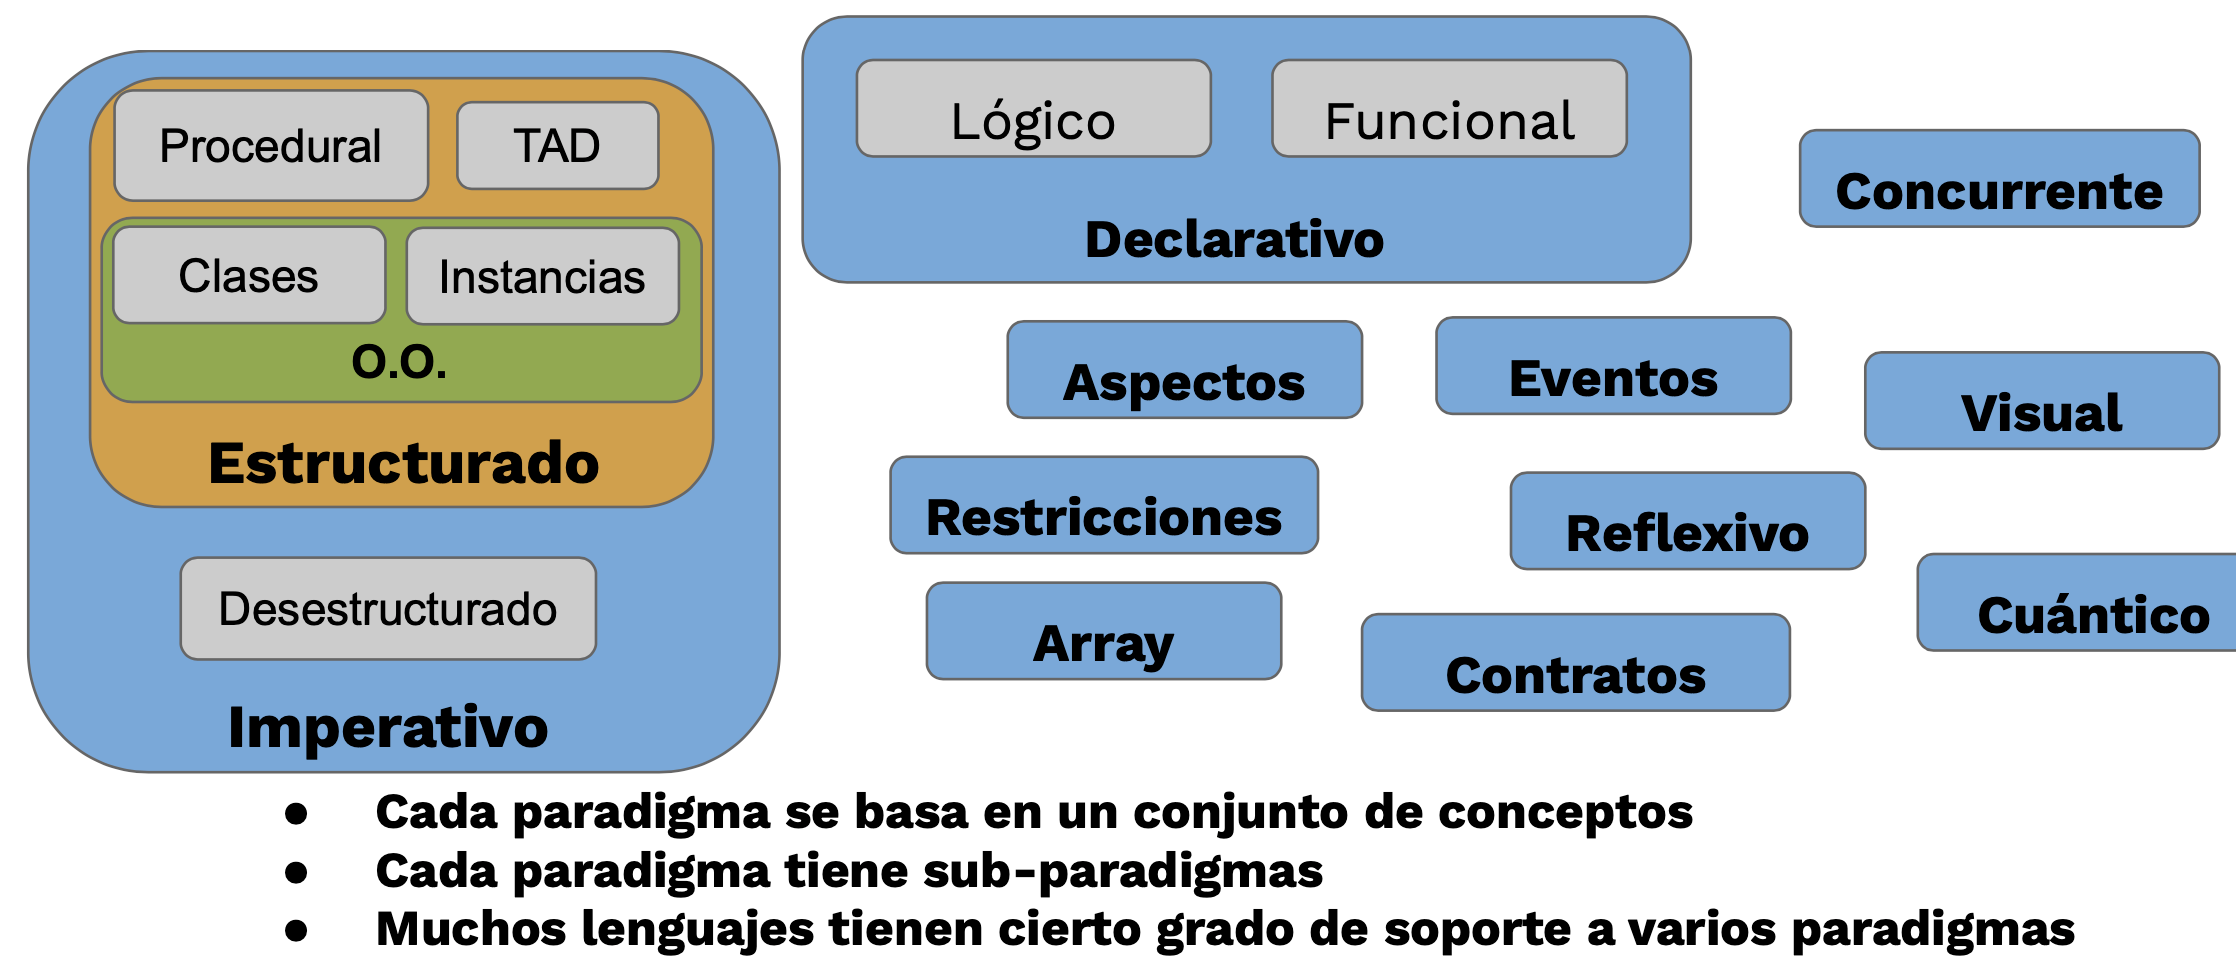 Procedural
TAD
Clases
Instancias
O.O.
Estructurado
Desestructurado
Imperativo
Lógico
Funcional
Declarativo
Concurrente
Aspectos
Eventos
Visual
Restricciones
Reflexivo
Array
Contratos
Cuántico
● Cada paradigma se basa en un conjunto de conceptos
● Cada paradigma tiene sub-paradigmas
● Muchos lenguajes tienen cierto grado de soporte a varios paradigmas